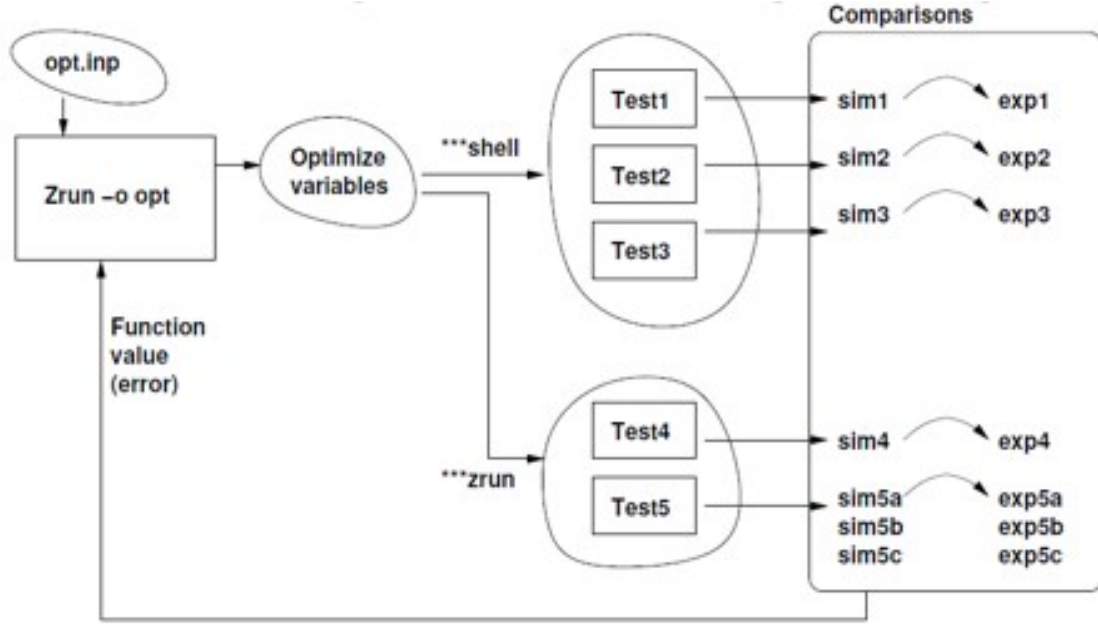 Comparisons
opt.inp
Zrun –o opt
Optimize
variables
***shell
Test1
Test2
Test3
sim1
exp1
sim2
exp2
sim3
exp3
Function
value
(error)
***zrun
Test4
Test5
sim4
exp4
sim5a
exp5a
sim5b
exp5b
sim5c
exp5c